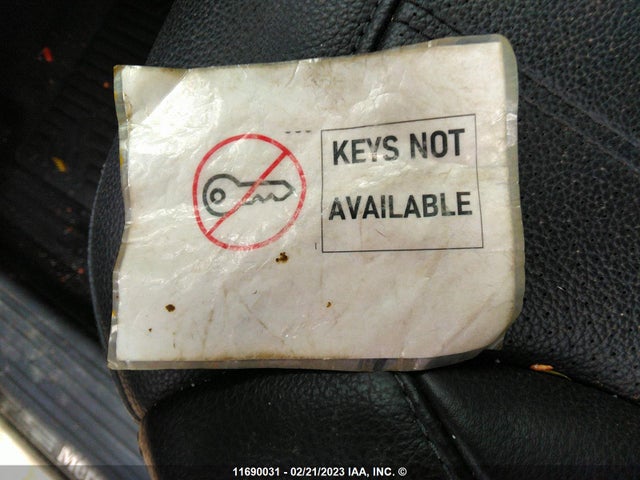 KEYS NOT
AVAILABLE
11690031 - 02/21/2023 IAA, INC. ©